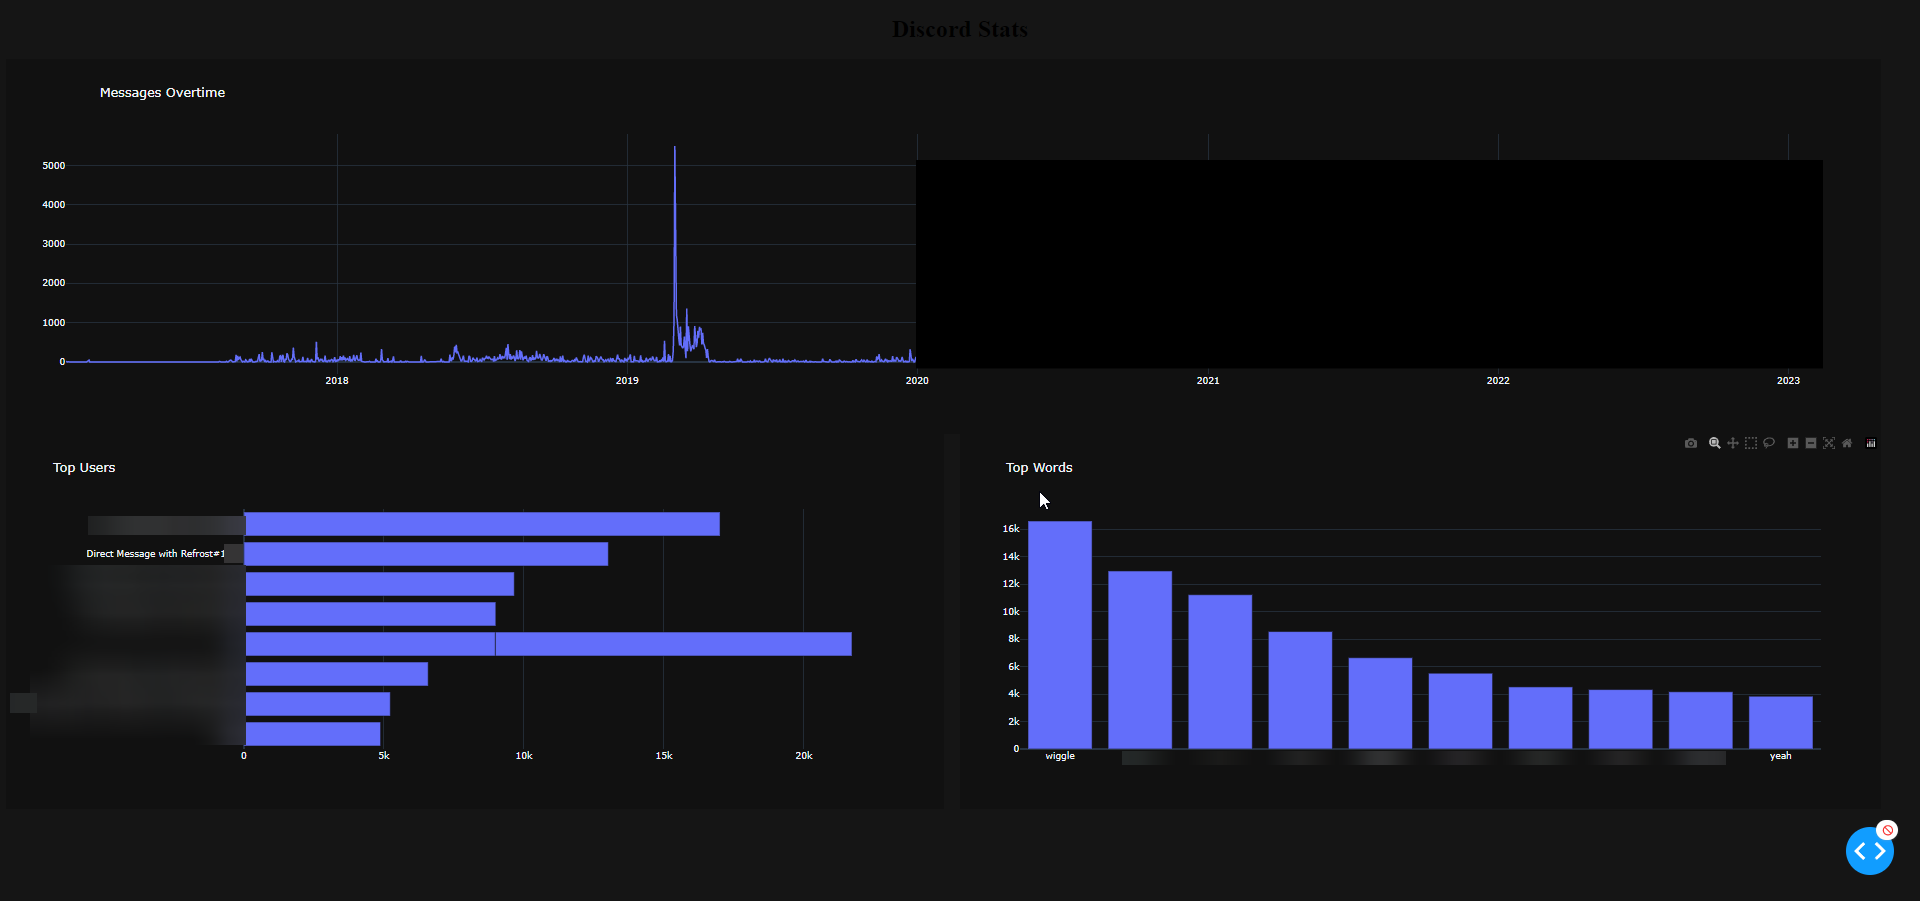 Discord Stats
Messages Overtime
5000
4000
3000
2000
1000
0
2018 2019 2020 2021 2022 2023
Top Users
Direct Message with Refrost#1
0 5k 10k 15k 20k
Top Words
16k
14k
12k
10k
8k
6k
4k
2k
0
wiggle yeah